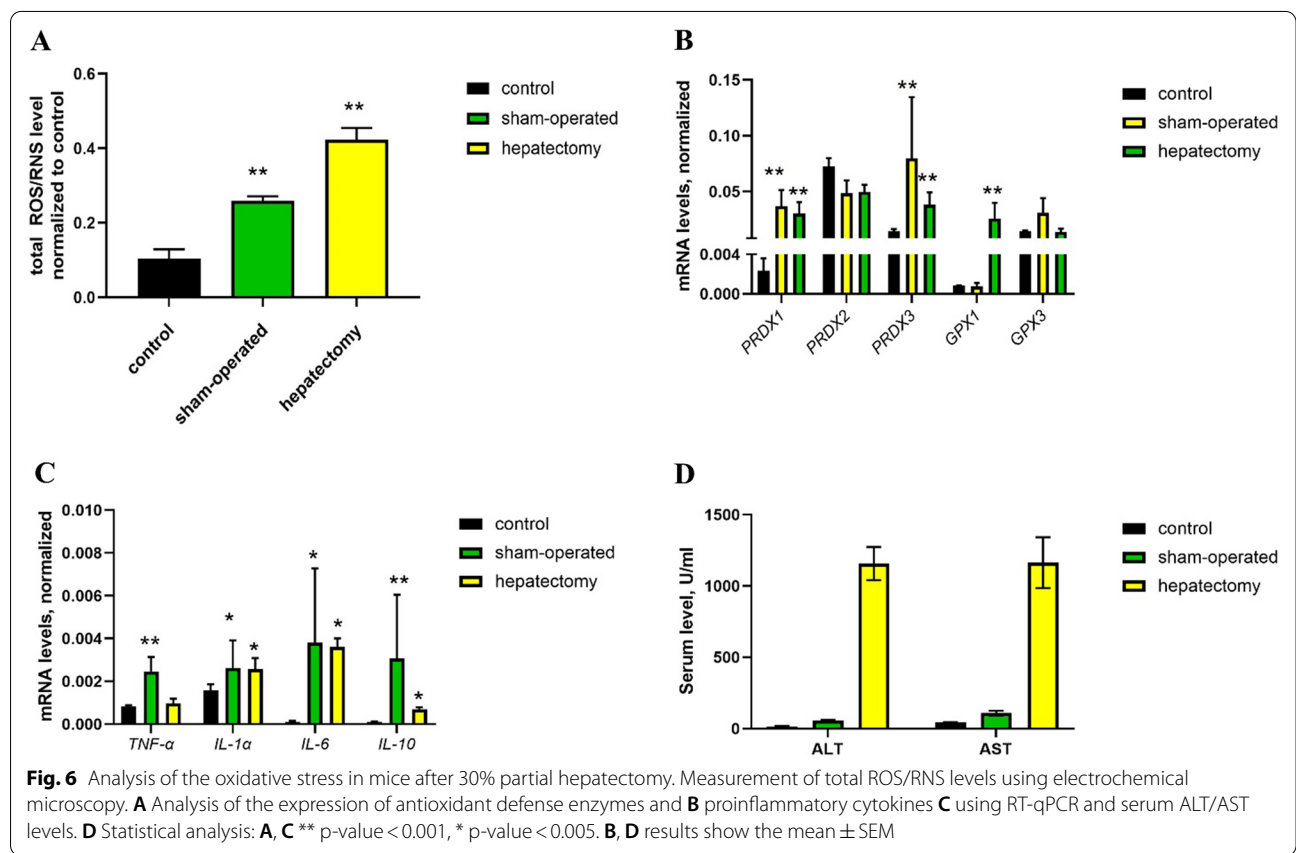 A
total ROS/RNS level
normalized to control
0.6
0.4
0.2
0.0
control
sham-operated
hepatectomy
**
**
control
sham-operated
hepatectomy
B
mRNA levels, normalized
0.15
0.10
0.05
0.004
0.000
** ** ** ** **
PRDX1 PRDX2 PRDX3 GPX1 GPX3
control
sham-operated
hepatectomy
C
mRNA levels, normalized
0.010
0.008
0.006
0.004
0.002
0.000
** * * * * ** *
TNF-α IL-1α IL-6 IL-10
control
sham-operated
hepatectomy
D
Serum level, U/ml
1500
1000
500
0
ALT AST
control
sham-operated
hepatectomy
Fig. 6 Analysis of the oxidative stress in mice after 30% partial hepatectomy. Measurement of total ROS/RNS levels using electrochemical
microscopy. A Analysis of the expression of antioxidant defense enzymes and B proinflammatory cytokines C using RT-qPCR and serum ALT/AST
levels. D Statistical analysis: A, C ** p-value < 0.001, * p-value < 0.005. B, D results show the mean ± SEM